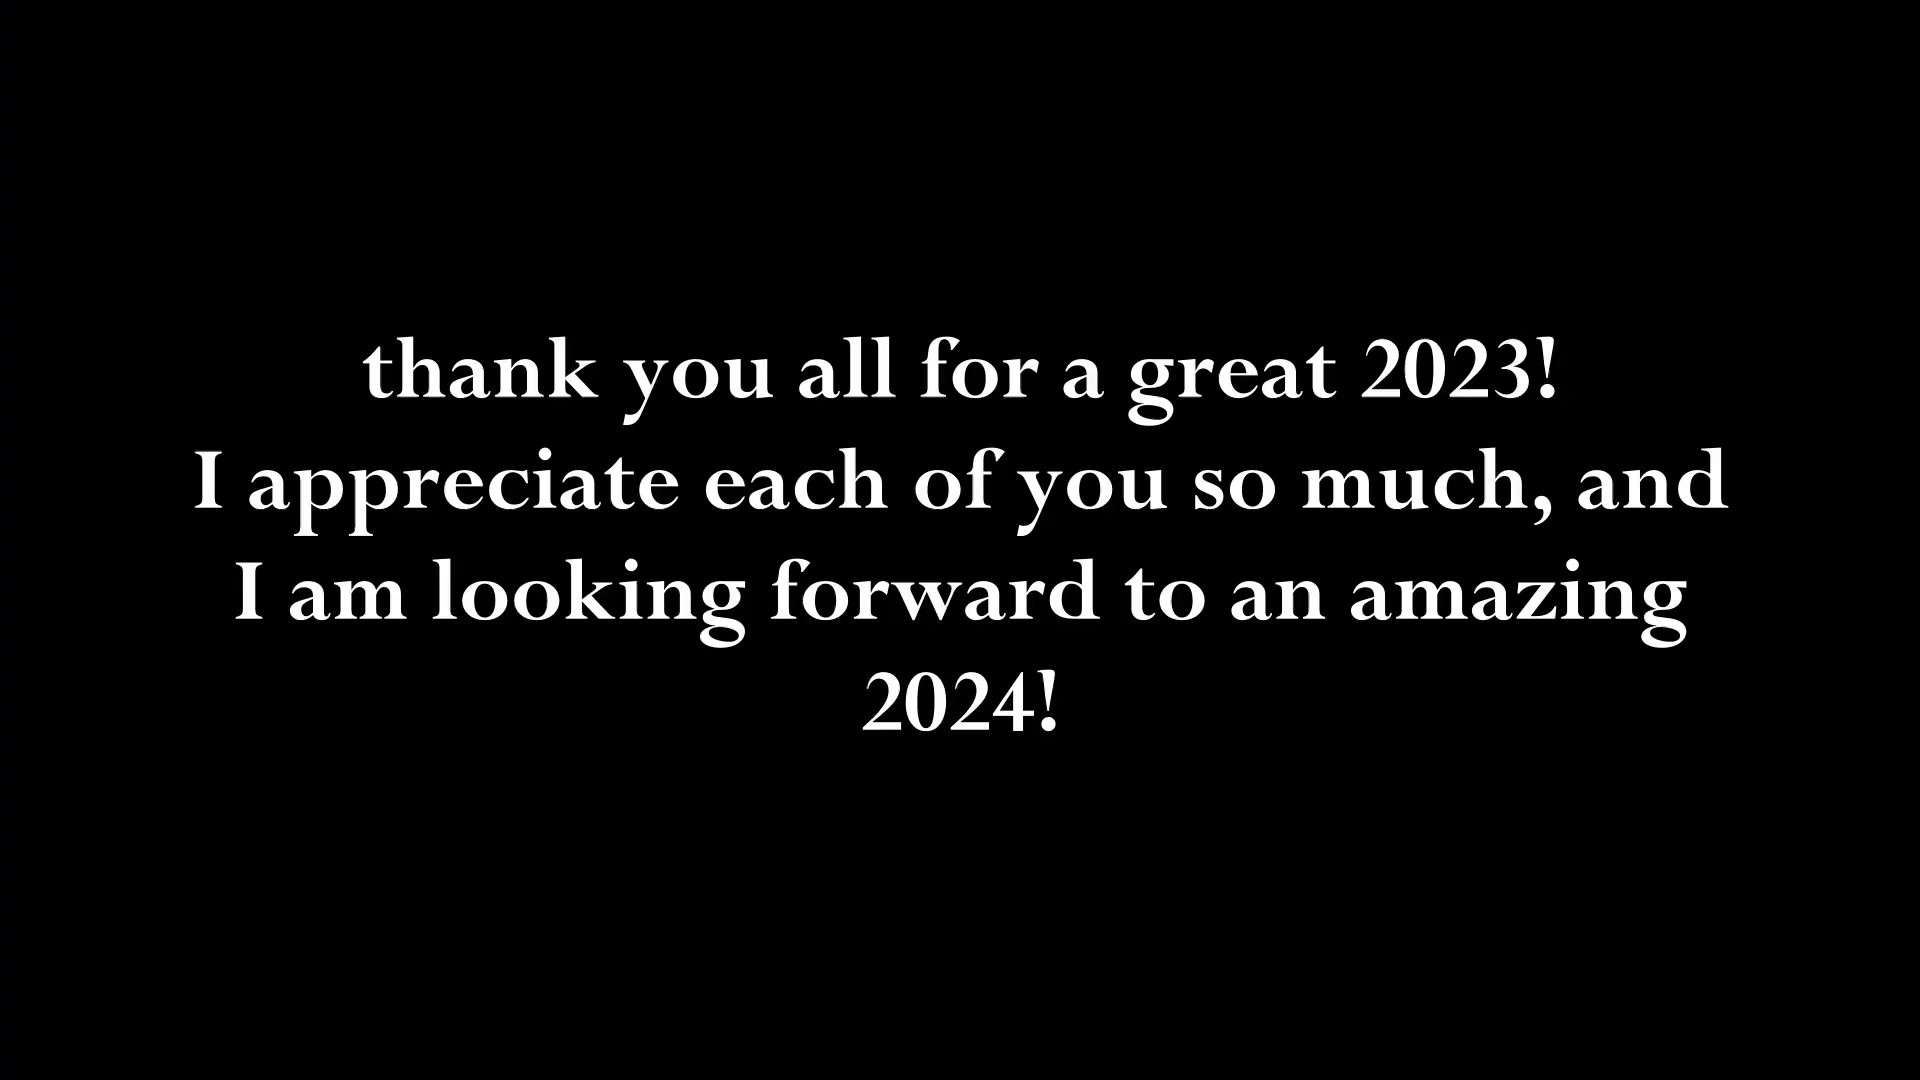 thank you all for a great 2023!
I appreciate each of you so much, and
I am looking forward to an amazing
2024!